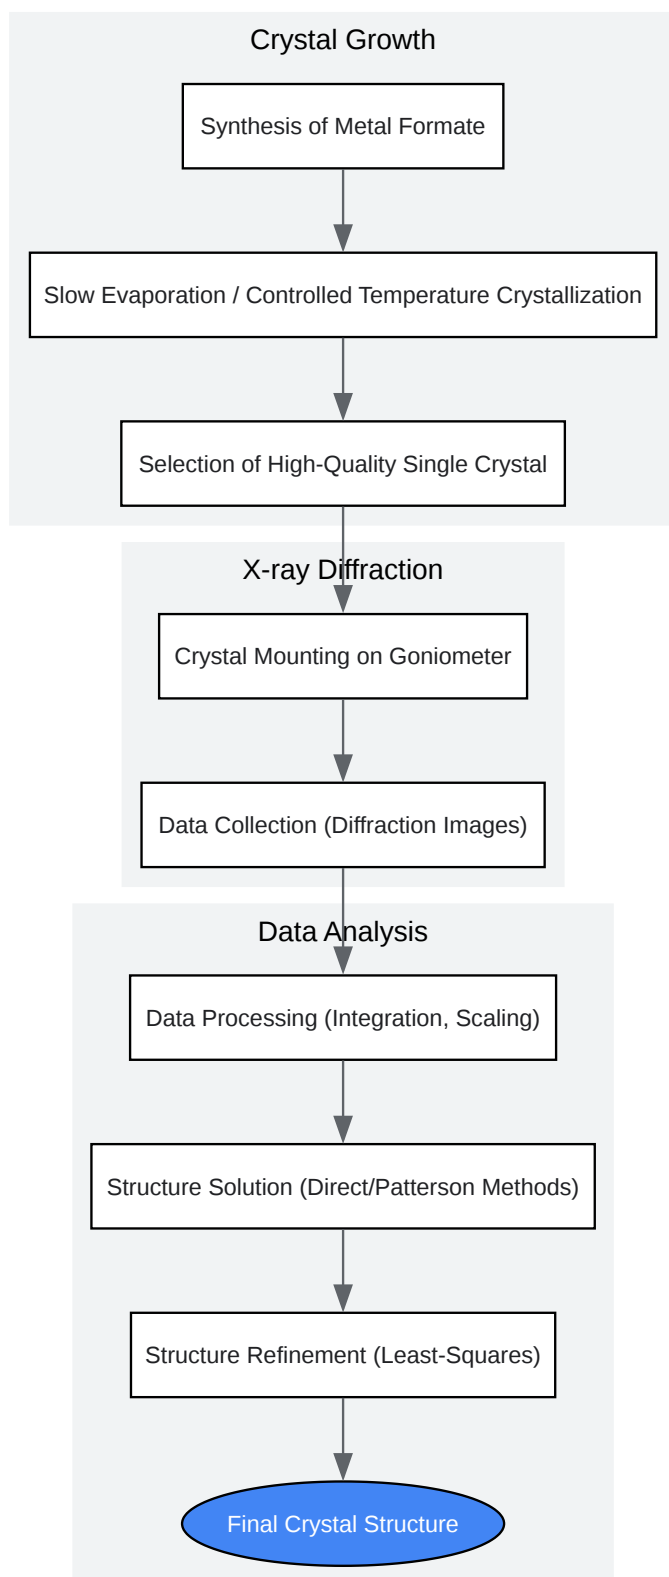 Crystal Growth
Synthesis of Metal Formate
Slow Evaporation / Controlled Temperature Crystallization
Selection of High-Quality Single Crystal
X-ray Diffraction
Crystal Mounting on Goniometer
Data Collection (Diffraction Images)
Data Analysis
Data Processing (Integration, Scaling)
Structure Solution (Direct/Patterson Methods)
Structure Refinement (Least-Squares)
Final Crystal Structure